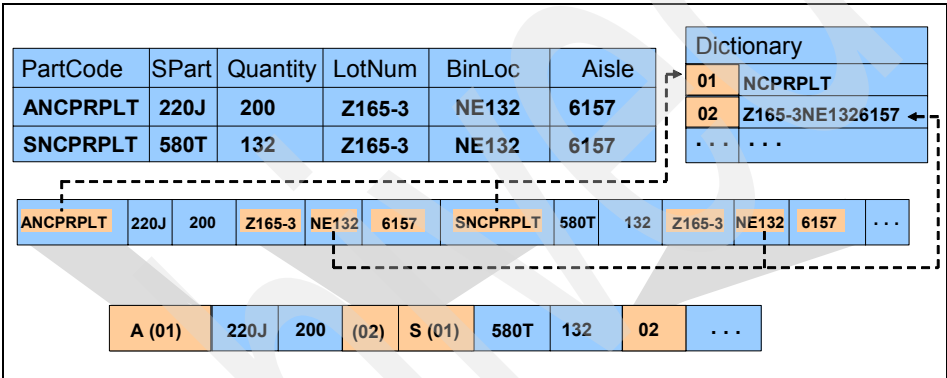 Dictionary
PartCode SPart Quantity LotNum BinLoc Aisle
01 NCPRPLT
ANCPRPLT 220J 200 Z165-3 NE132 6157
02 Z165-3NE1326157
SNCPRPLT 580T 132 Z165-3 NE132 6157
. . . . . .
ANCPRPLT 220J 200 Z165-3 NE132 6157 SNCPRPLT 580T 132 Z165-3 NE132 6157 . . .
A (01) 220J 200 (02) S (01) 580T 132 02 . . .